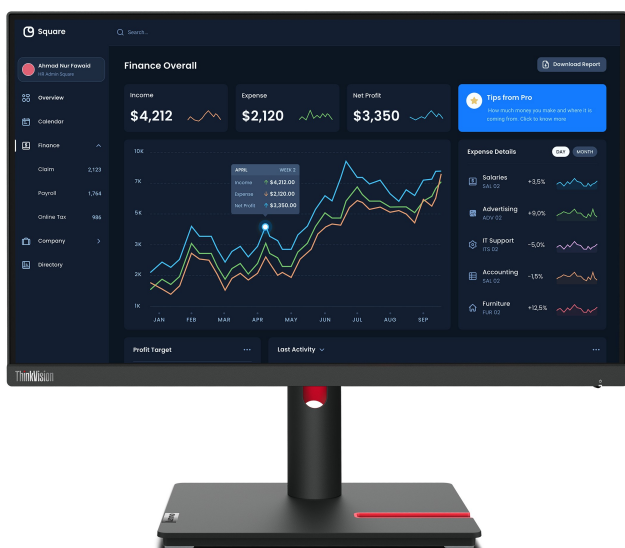 Square
Search..
Ahmad Nur Fawaid
HR Admin Square
Overview
Calendar
Finance
Claim 2,123
Payroll 1,764
Online Tax 986
Company
Directory
Finance Overall
Download Report
Income
$4,212
Expense
$2,120
Net Profit
$3,350
Tips from Pro
How much money you make and where it is
coming from. Click to know more
10K
7K
5K
3K
2K
1K
APRIL WEEK 2
Income $4,212.00
Expense $2,120.00
Net Profit $3,350.00
JAN FEB MAR APR MAY JUN JUL AUG SEP
Expense Details DAY MONTH
Salaries
SAL 02
+3,5%
Advertising
ADV 02
+9,0%
IT Support
ITS 02
-5,0%
Accounting
SAL 02
-1,5%
Furniture
FUR 02
+12,5%
Profit Target
Last Activity
ThinkVision